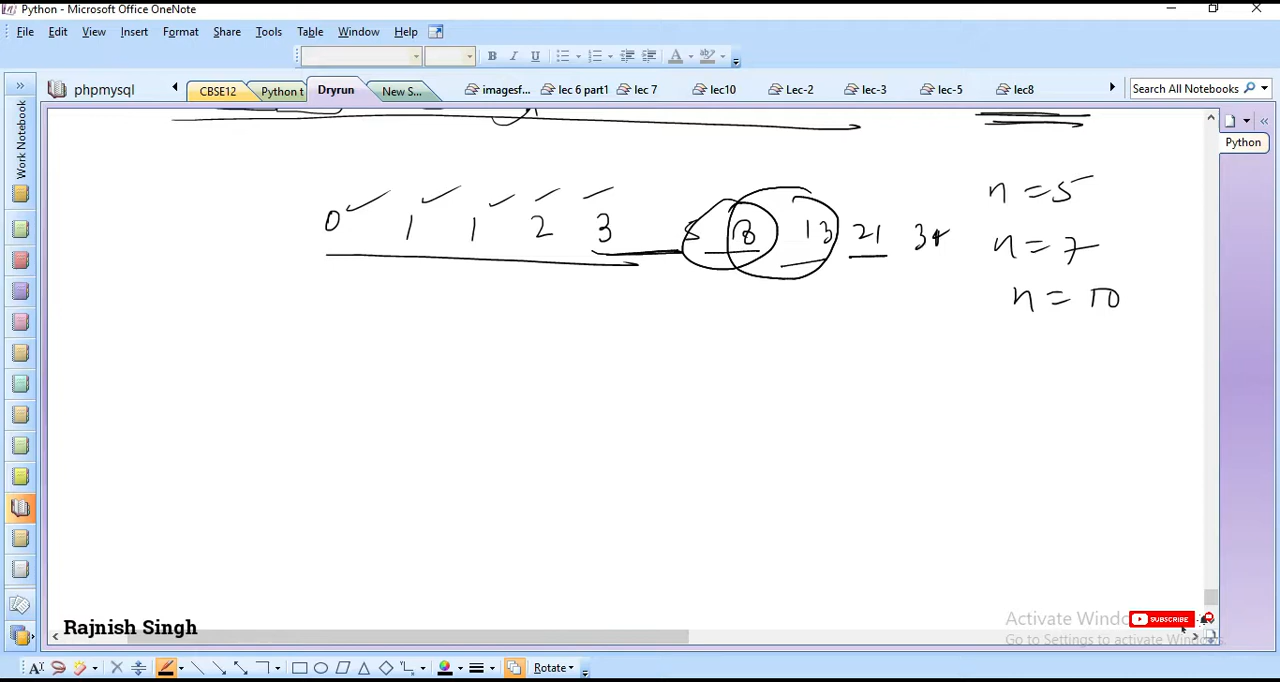 Python - Microsoft Office OneNote
File Edit View Insert Format Share Tools Table Window Help
B I U A ab
phpmysql CBSE12 Python t Dryrun New S... imagesf... lec 6 part1 lec 7 lec10 Lec-2 lec-3 lec-5 lec8 Search All Notebooks
Work Notebook
Python
0 1 1 2 3 5 8 13 21 34
n = 5
n = 7
n = 10
Rajnish Singh
Activate Windo
SUBSCRIBE
Go to Settings to activate Windows.
A Rotate